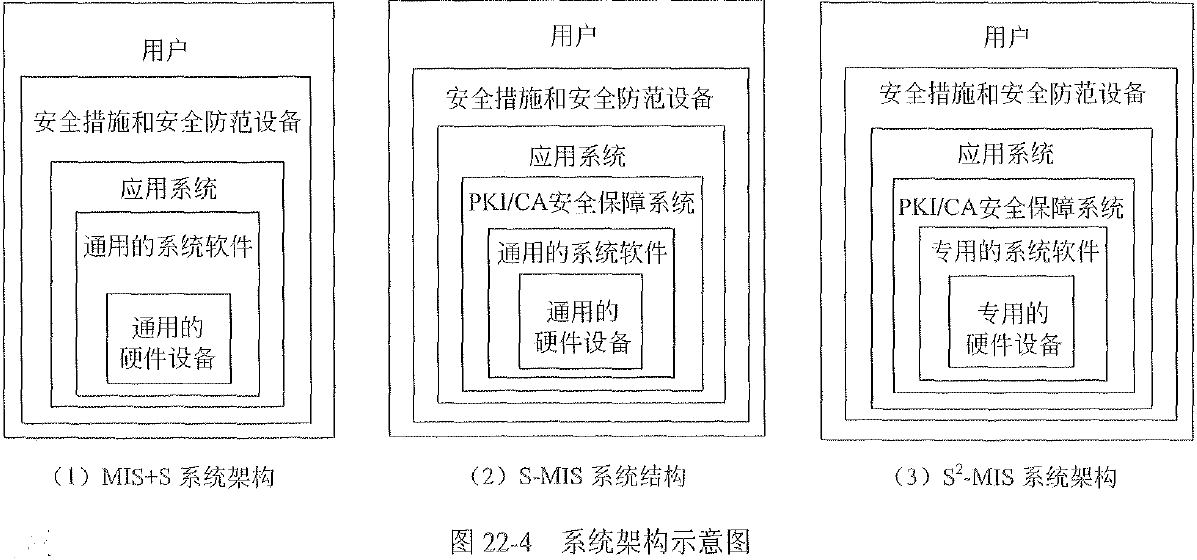 用户
安全措施和安全防范设备
应用系统
通用的系统软件
通用的
硬件设备
(1) MIS+S 系统架构
用户
安全措施和安全防范设备
应用系统
PKI/CA安全保障系统
通用的系统软件
通用的
硬件设备
(2) S-MIS 系统结构
用户
安全措施和安全防范设备
应用系统
PKI/CA安全保障系统
专用的系统软件
专用的
硬件设备
(3) S²-MIS 系统架构
图 22-4 系统架构示意图